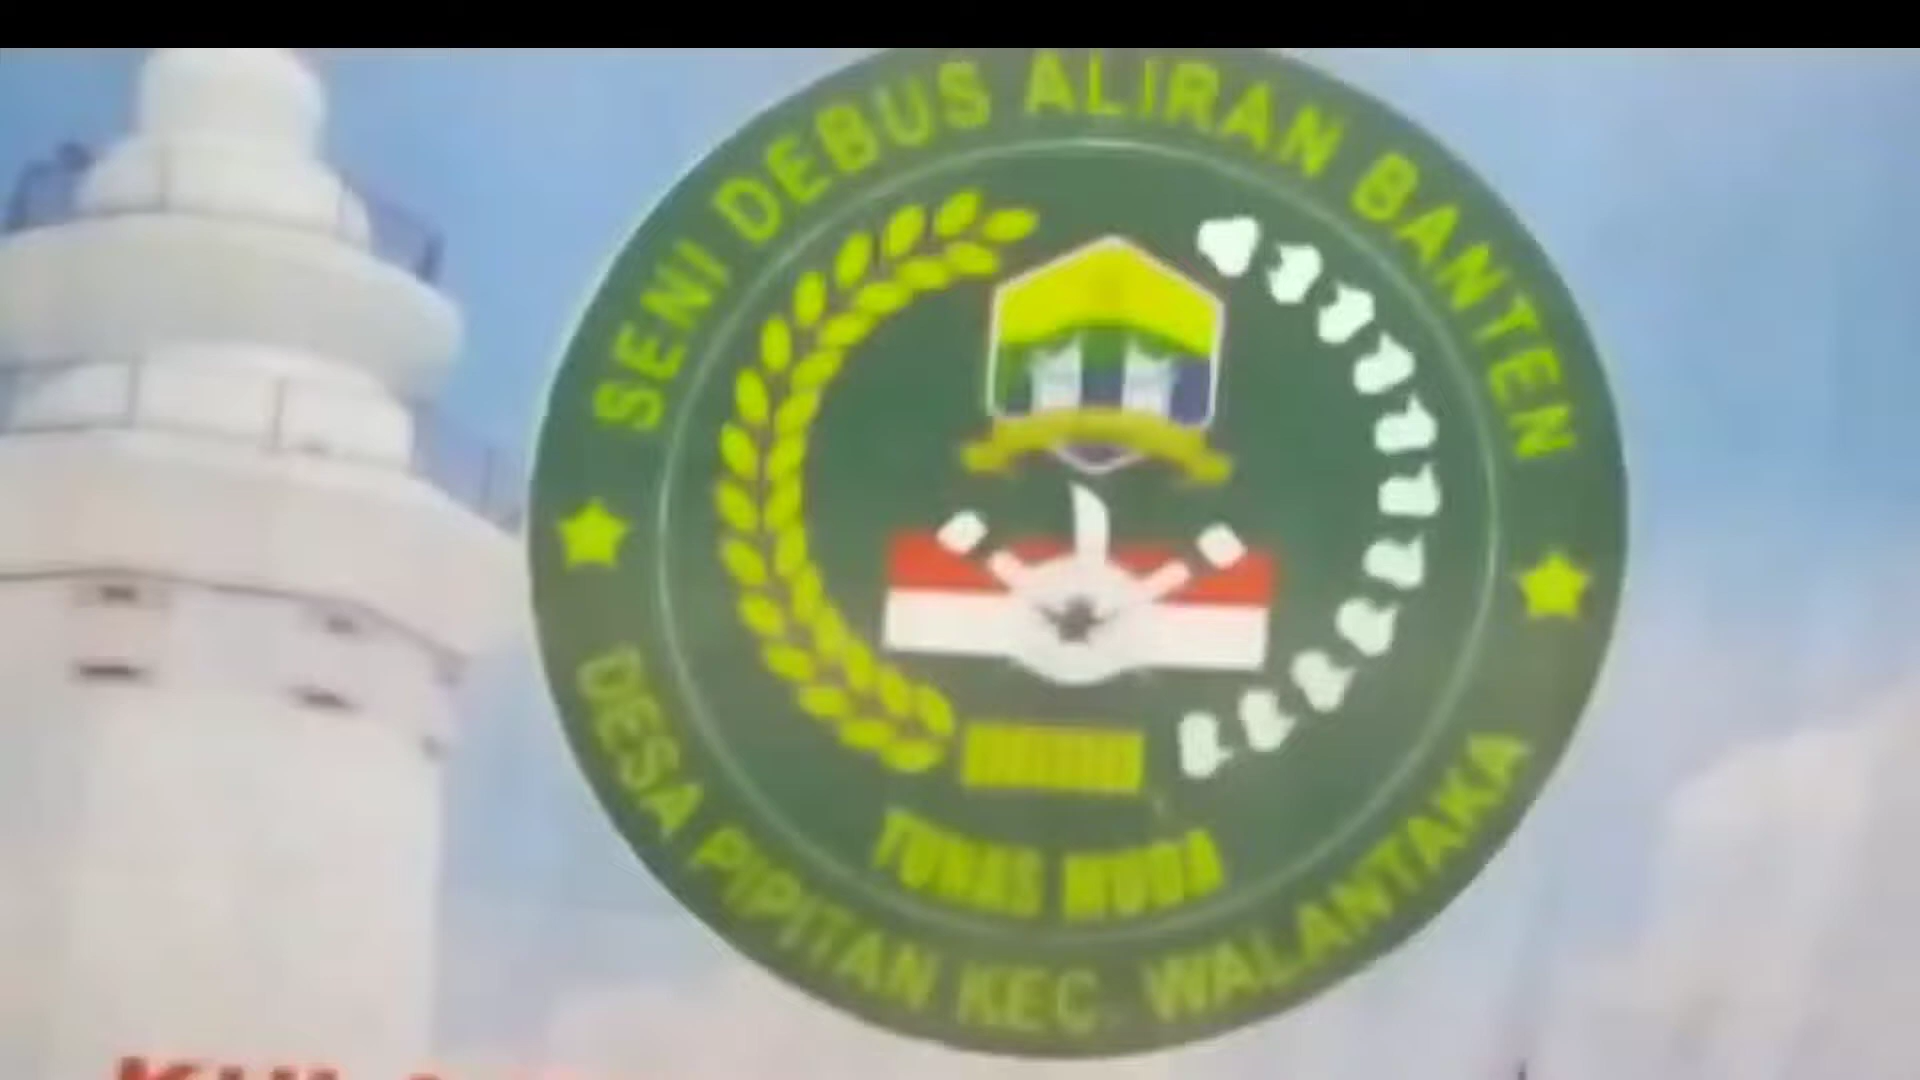 SENI DEBUS ALIRAN BANTEN
TUNAS MUDA
DESA PIPITAN KEC. WALANTAKA